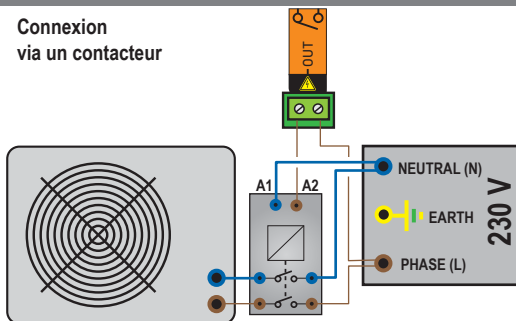 Connexion
via un contacteur
OUT
A1 A2
NEUTRAL (N)
EARTH
PHASE (L)
230 V